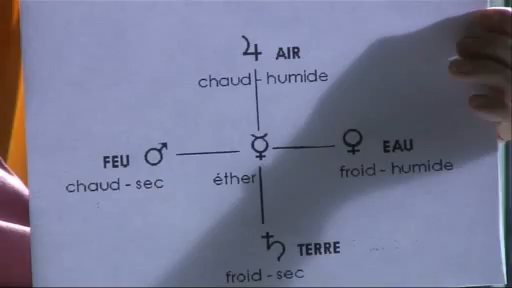 ♃ AIR
chaud - humide
FEU ♂
chaud - sec
☿
éther
♀ EAU
froid - humide
♄ TERRE
froid - sec